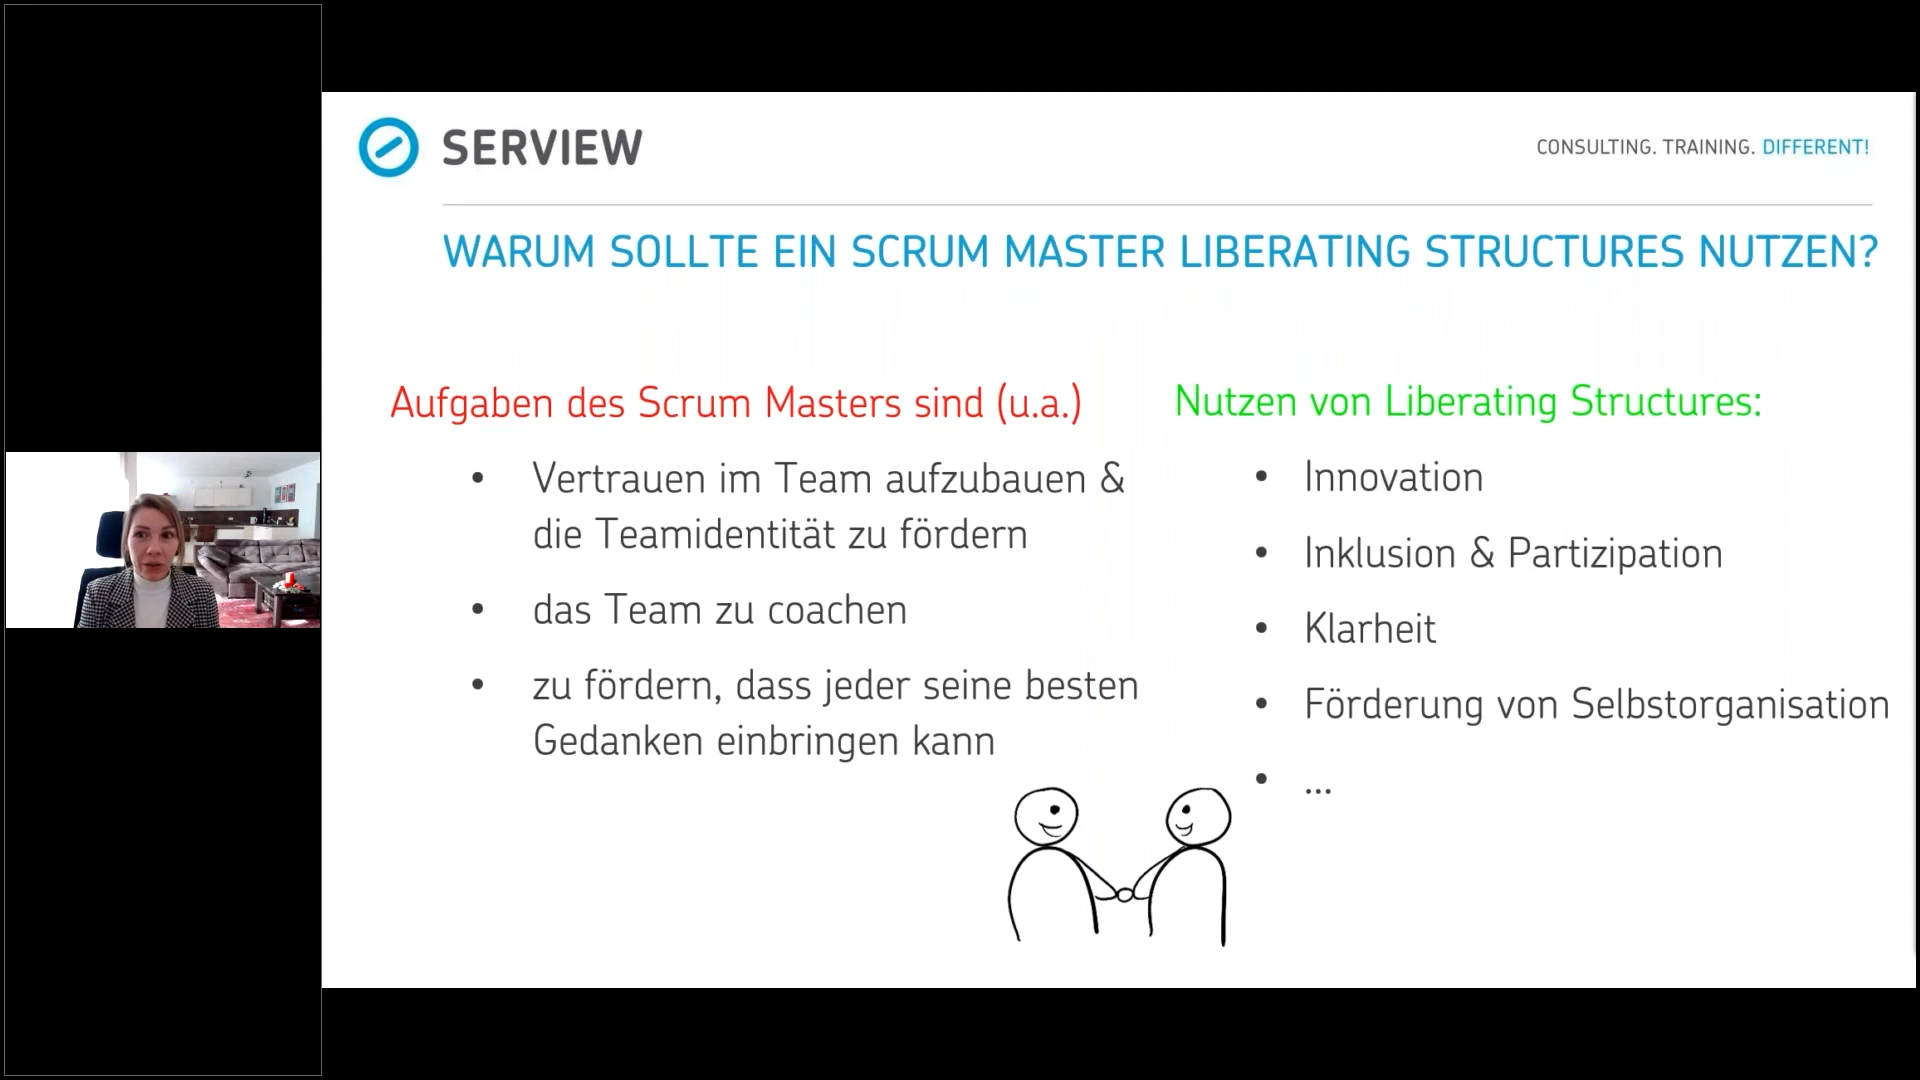 SERVIEW
CONSULTING. TRAINING. DIFFERENT!
WARUM SOLLTE EIN SCRUM MASTER LIBERATING STRUCTURES NUTZEN?
Aufgaben des Scrum Masters sind (u.a.)
• Vertrauen im Team aufzubauen &
die Teamidentität zu fördern
• das Team zu coachen
• zu fördern, dass jeder seine besten
Gedanken einbringen kann
Nutzen von Liberating Structures:
• Innovation
• Inklusion & Partizipation
• Klarheit
• Förderung von Selbstorganisation
• ...